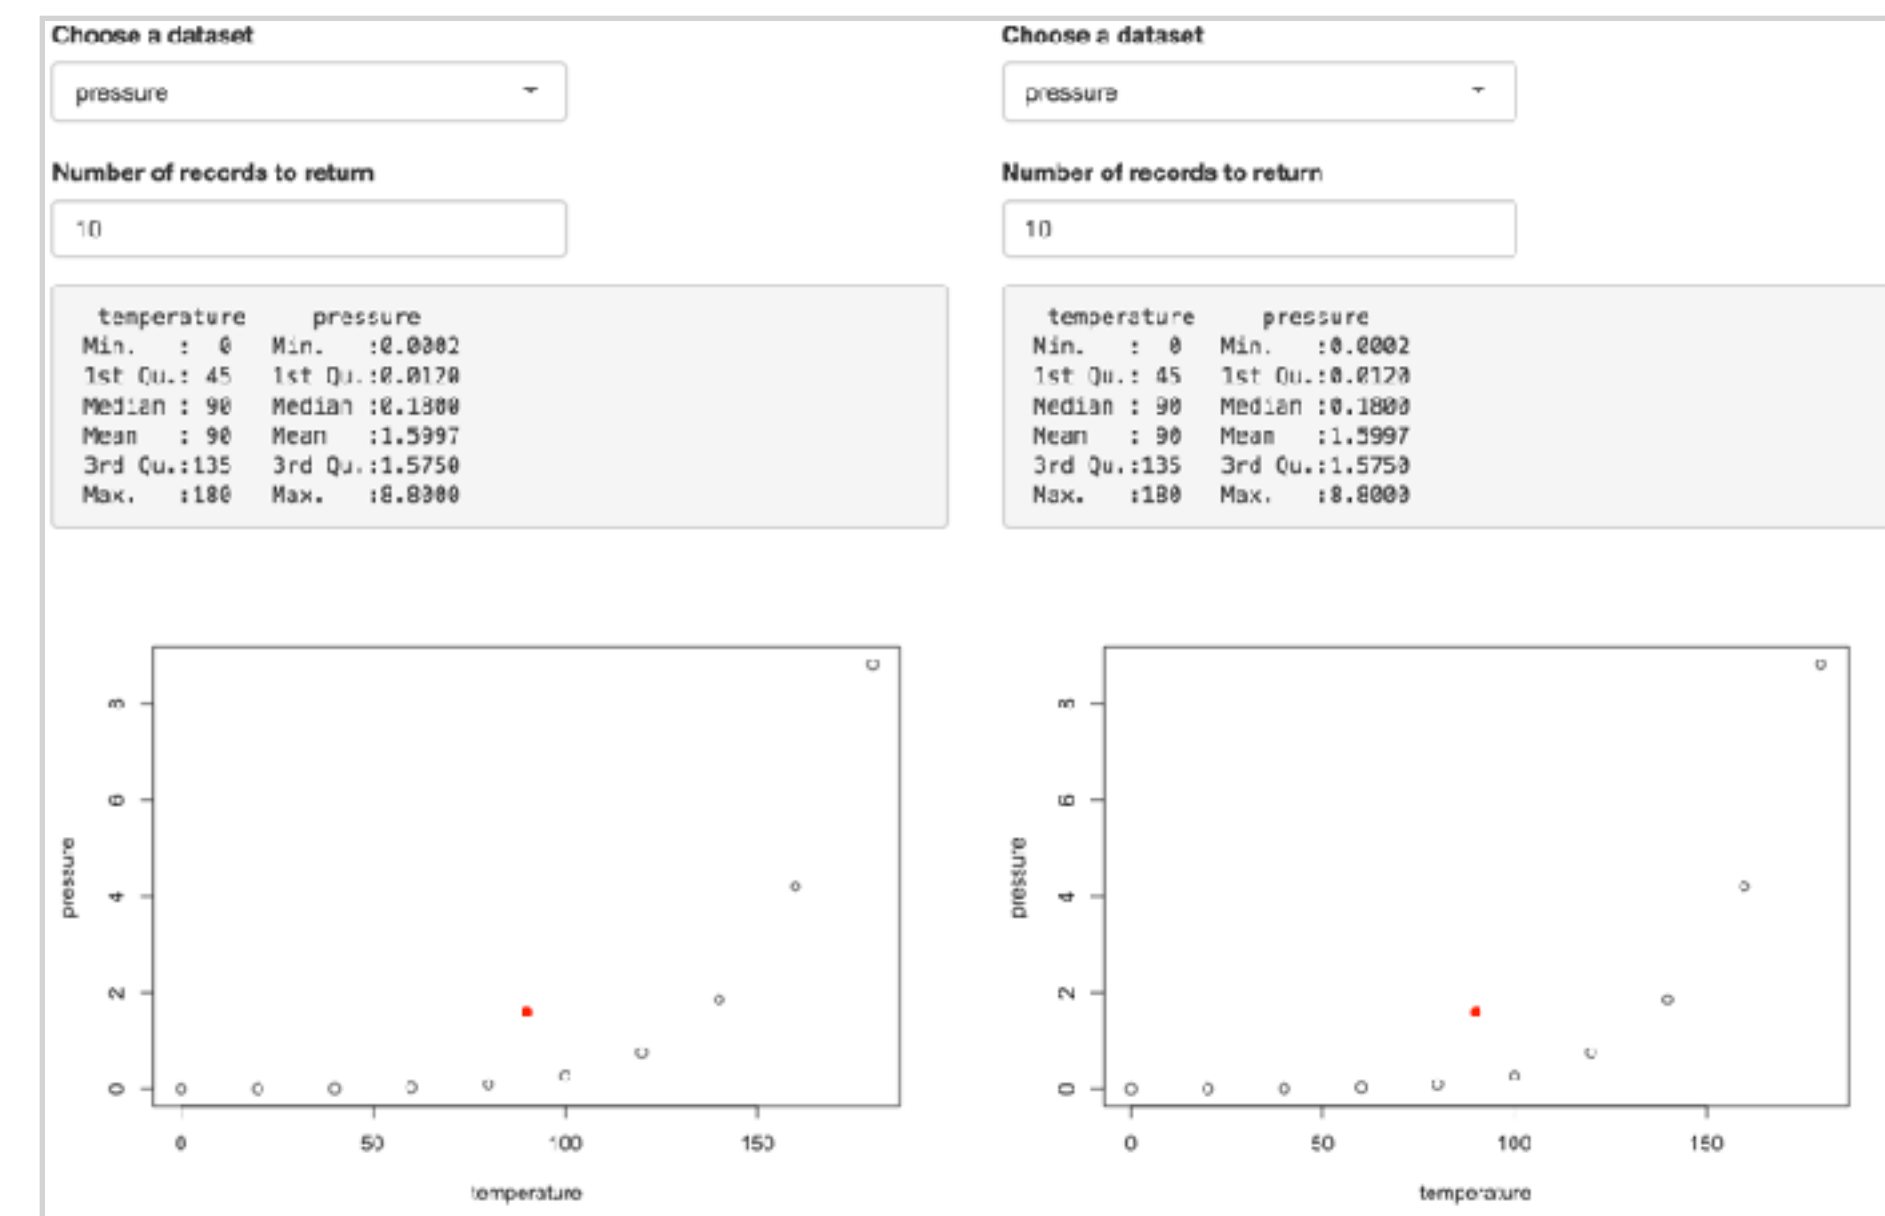 Choose a dataset
pressure
Number of records to return
10
temperature pressure
Min. : 0 Min. :0.0002
1st Qu.: 45 1st Qu.:0.0120
Median : 90 Median :0.1800
Mean : 90 Mean :1.5997
3rd Qu.:135 3rd Qu.:1.5750
Max. :180 Max. :8.8000
8
6
4
2
0
pressure
0 50 100 150
temperature
Choose a dataset
pressure
Number of records to return
10
temperature pressure
Min. : 0 Min. :0.0002
1st Qu.: 45 1st Qu.:0.0120
Median : 90 Median :0.1800
Mean : 90 Mean :1.5997
3rd Qu.:135 3rd Qu.:1.5750
Max. :180 Max. :8.8000
8
6
4
2
0
pressure
0 50 100 150
temperature